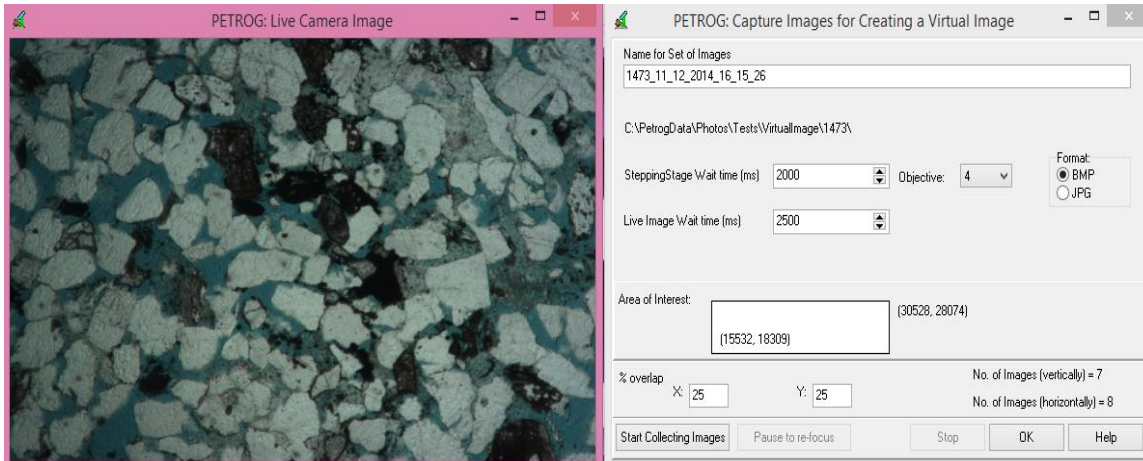 PETROG: Live Camera Image
PETROG: Capture Images for Creating a Virtual Image
Name for Set of Images
1473_11_12_2014_16_15_26
C:\PetrogData\Photos\Tests\VirtualImage\1473\
SteppingStage Wait time (ms) 2000 Objective: 4
Format:
BMP
JPG
Live Image Wait time (ms) 2500
Area of Interest:
(30528, 28074)
(15532, 18309)
% overlap
X: 25 Y: 25
No. of Images (vertically) = 7
No. of Images (horizontally) = 8
Start Collecting Images Pause to re-focus Stop OK Help